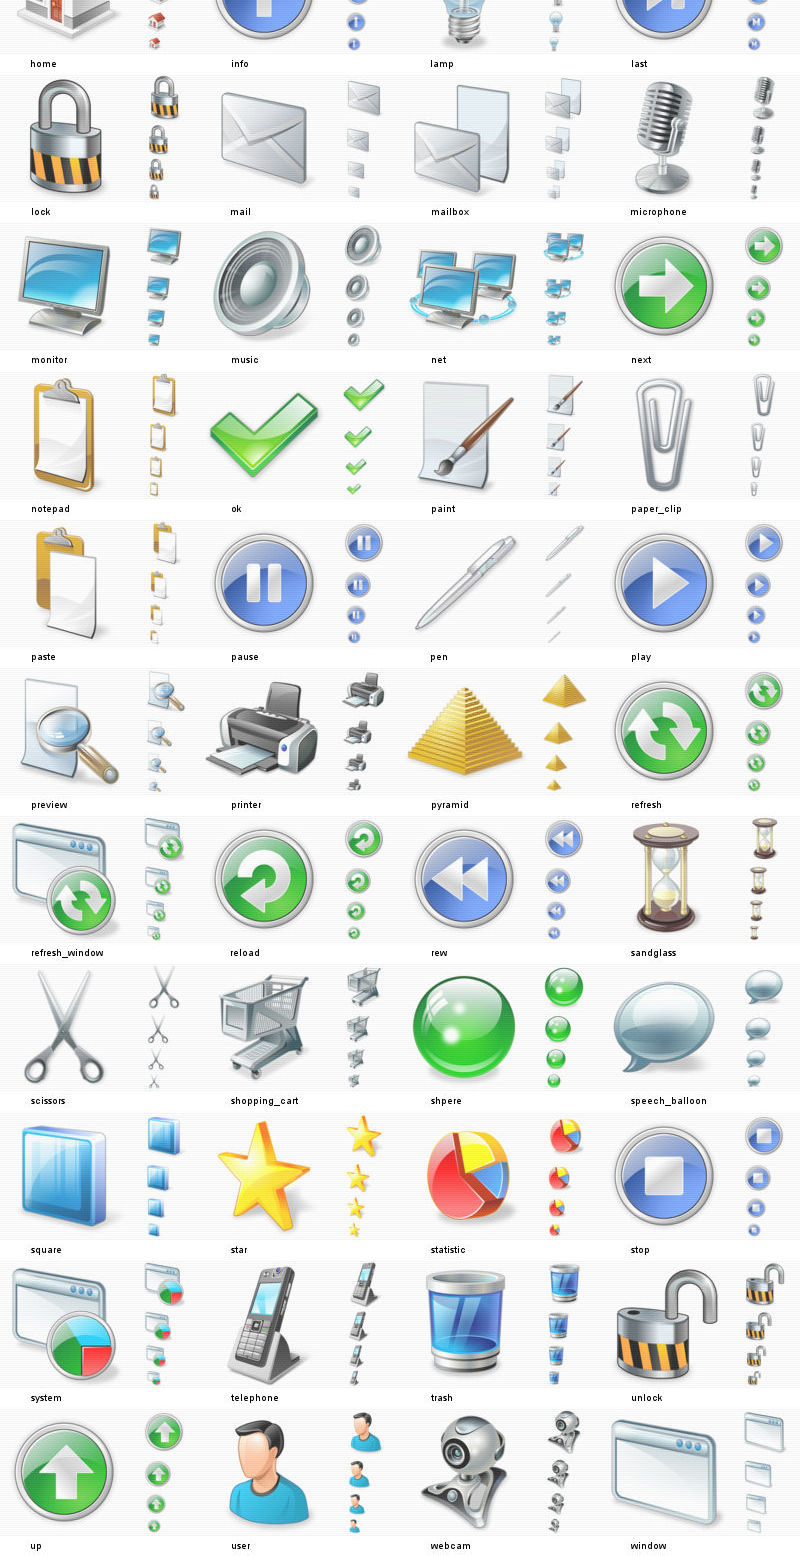 home info lamp last
lock mail mailbox microphone
monitor music net next
notepad ok paint paper_clip
paste pause pen play
preview printer pyramid refresh
refresh_window reload rew sandglass
scissors shopping_cart shpere speech_balloon
square star statistic stop
system telephone trash unlock
up user webcam window